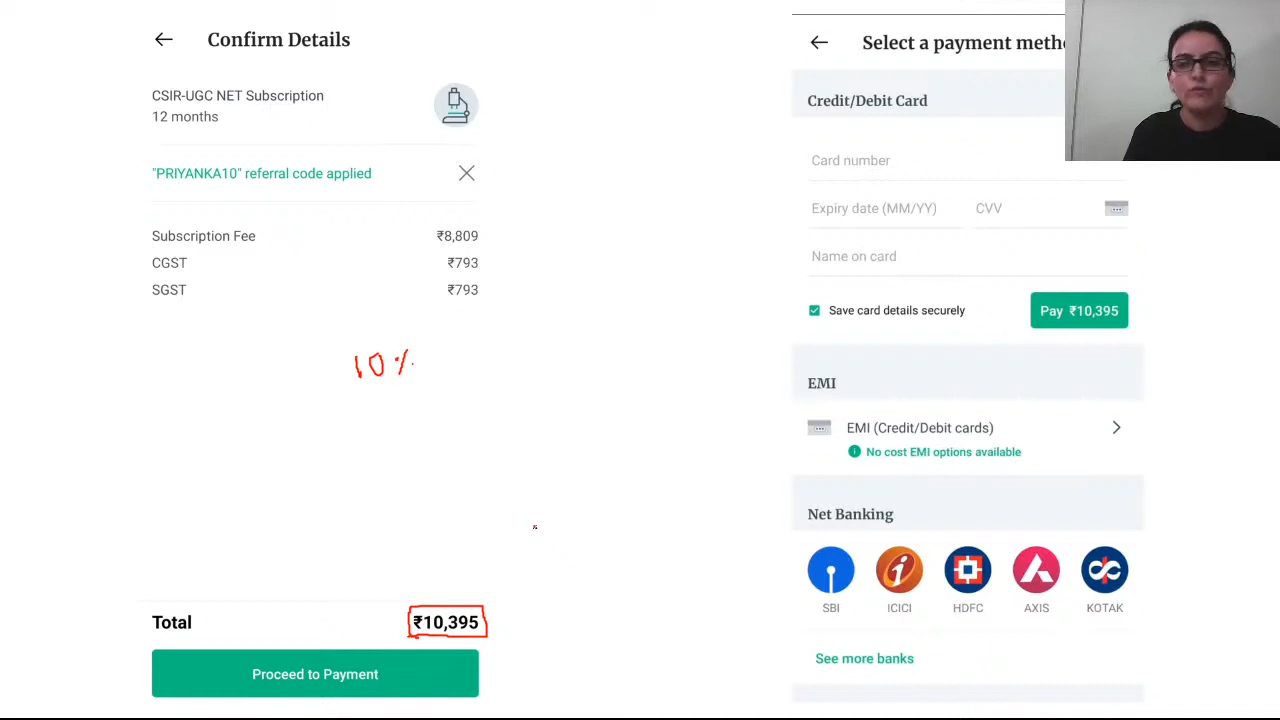 Confirm Details
CSIR-UGC NET Subscription
12 months
"PRIYANKA10" referral code applied
Subscription Fee ₹8,809
CGST ₹793
SGST ₹793
10%
Total ₹10,395
Proceed to Payment
Select a payment meth
Credit/Debit Card
Card number
Expiry date (MM/YY) CVV
Name on card
Save card details securely Pay ₹10,395
EMI
EMI (Credit/Debit cards)
No cost EMI options available
Net Banking
SBI ICICI HDFC AXIS KOTAK
See more banks